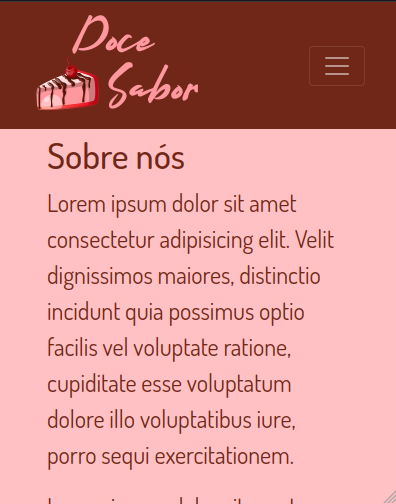 Doce
Sabor
Sobre nós
Lorem ipsum dolor sit amet
consectetur adipisicing elit. Velit
dignissimos maiores, distinctio
incidunt quia possimus optio
facilis vel voluptate ratione,
cupiditate esse voluptatum
dolore illo voluptatibus iure,
porro sequi exercitationem.